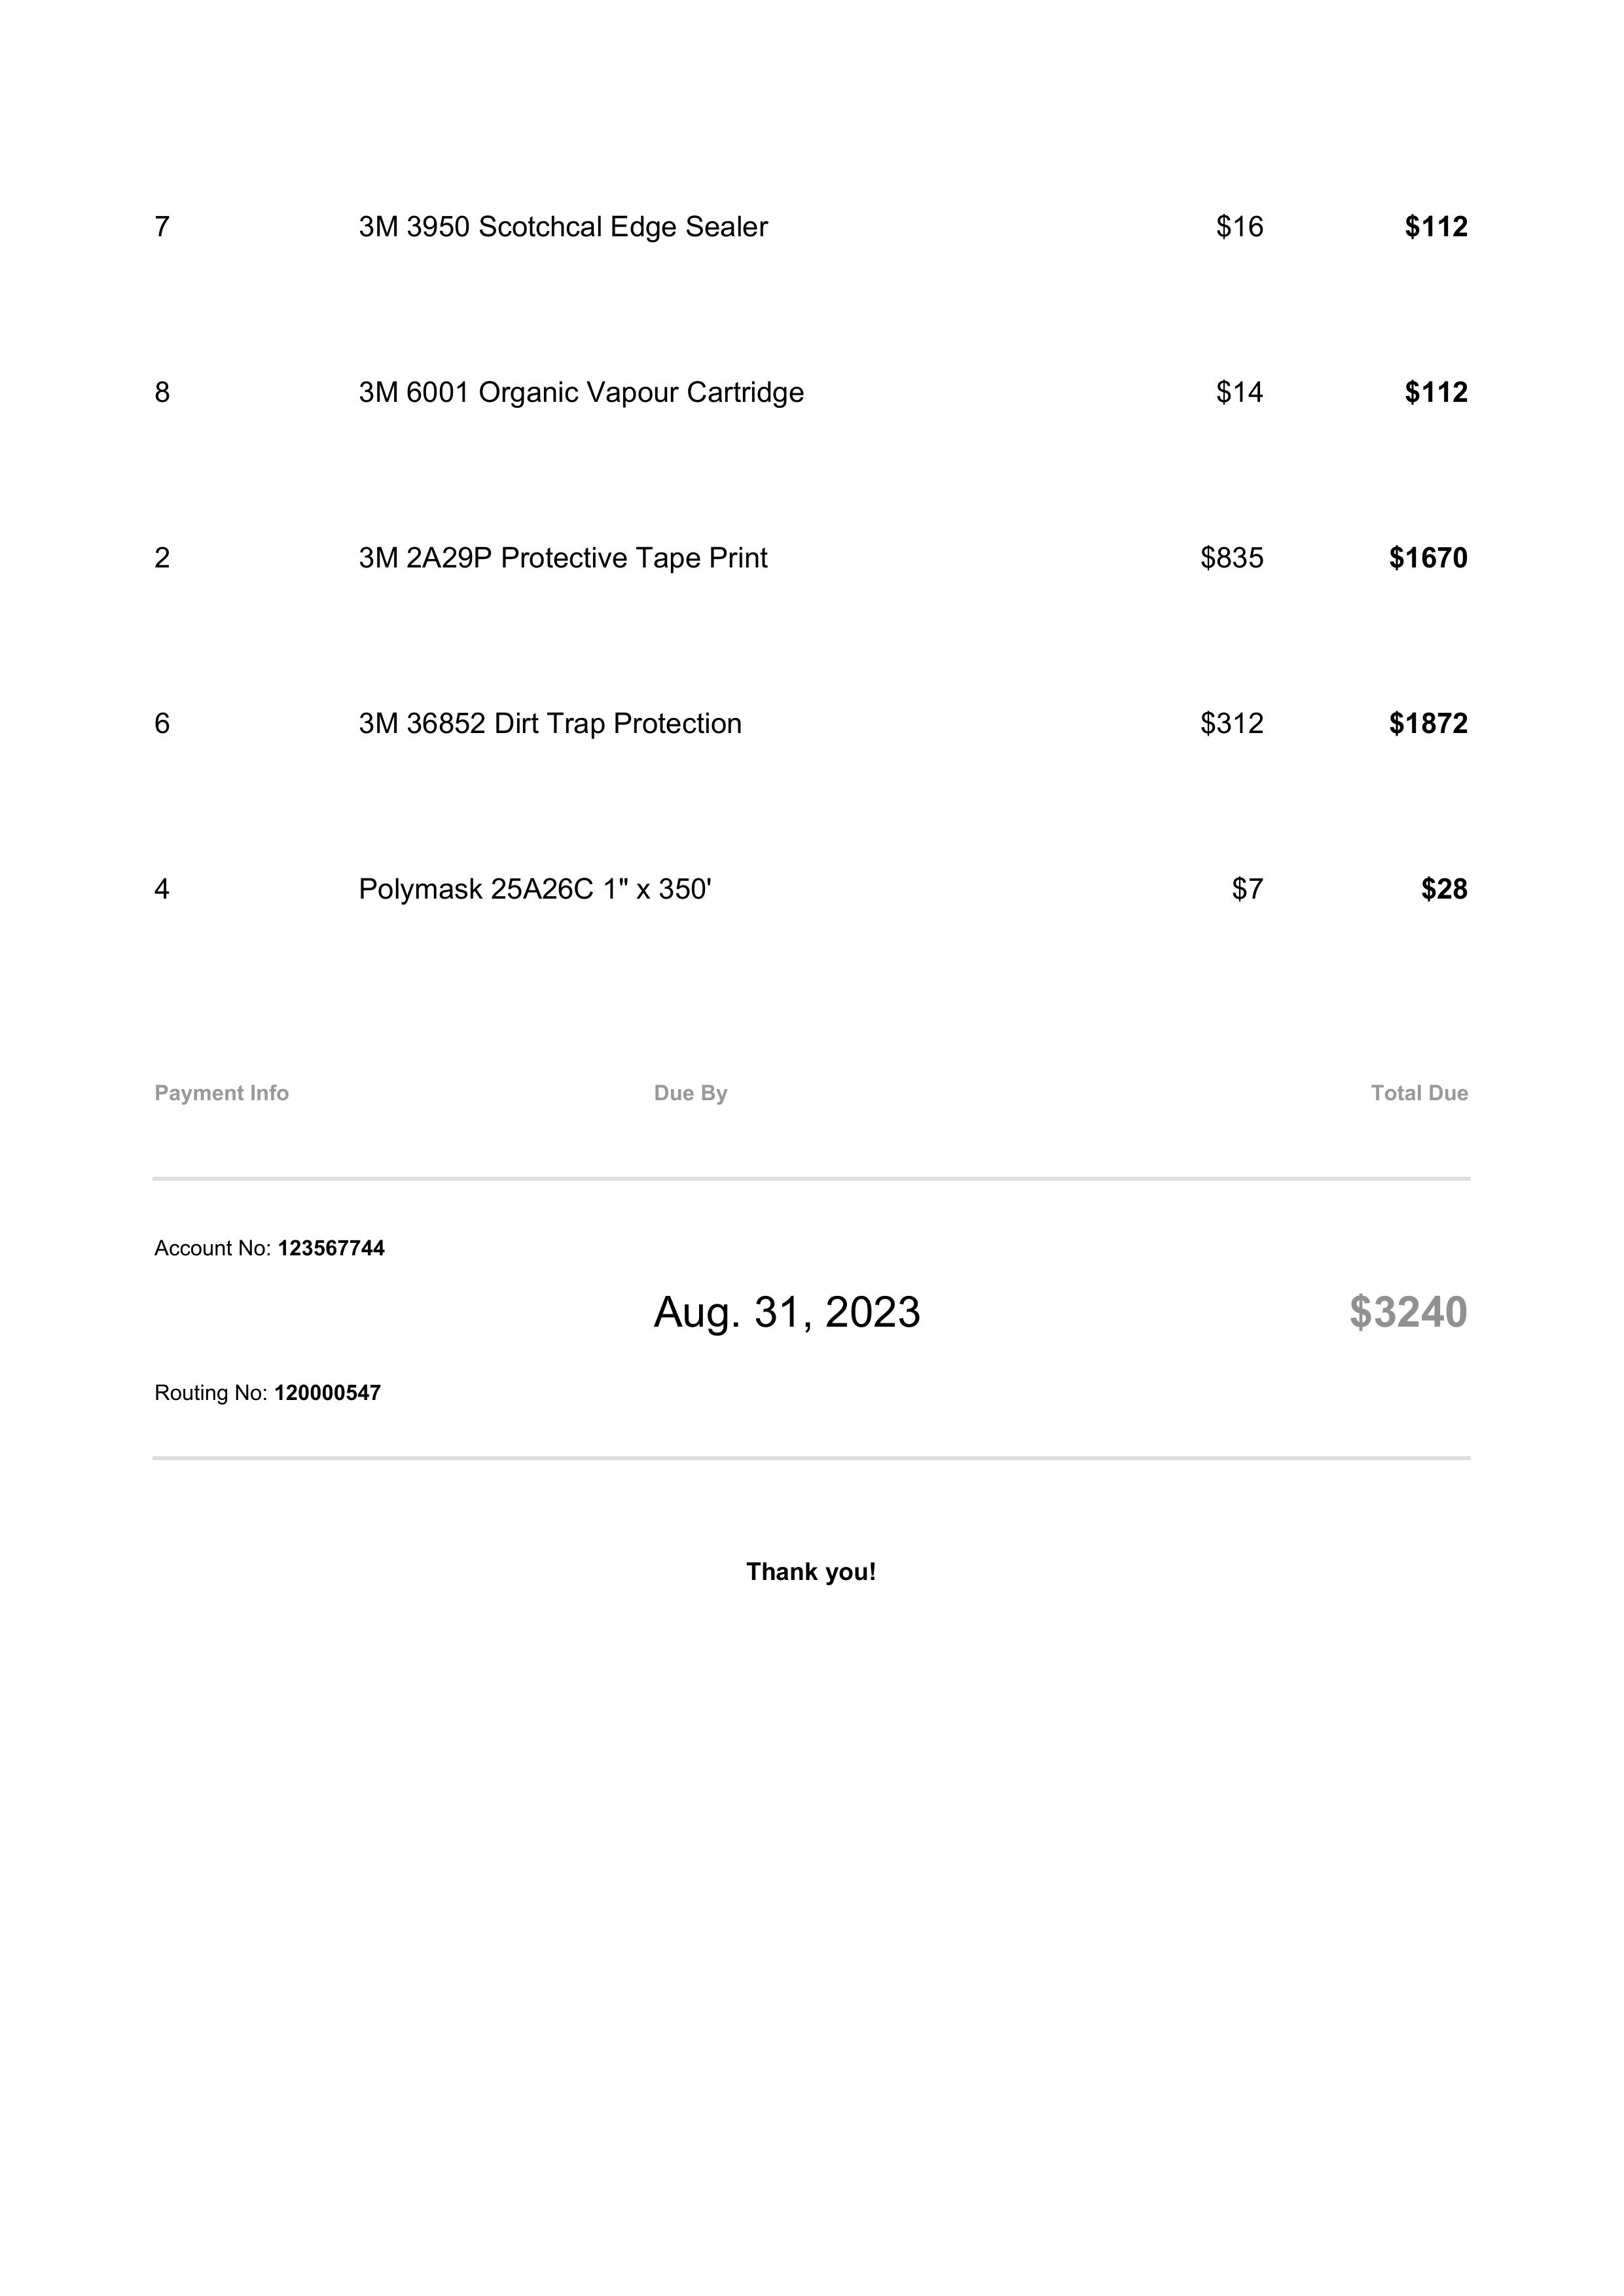 7 3M 3950 Scotchcal Edge Sealer $16 $112
8 3M 6001 Organic Vapour Cartridge $14 $112
2 3M 2A29P Protective Tape Print $835 $1670
6 3M 36852 Dirt Trap Protection $312 $1872
4 Polymask 25A26C 1" x 350' $7 $28
Payment Info Due By Total Due
Account No: 123567744
Aug. 31, 2023 $3240
Routing No: 120000547
Thank you!